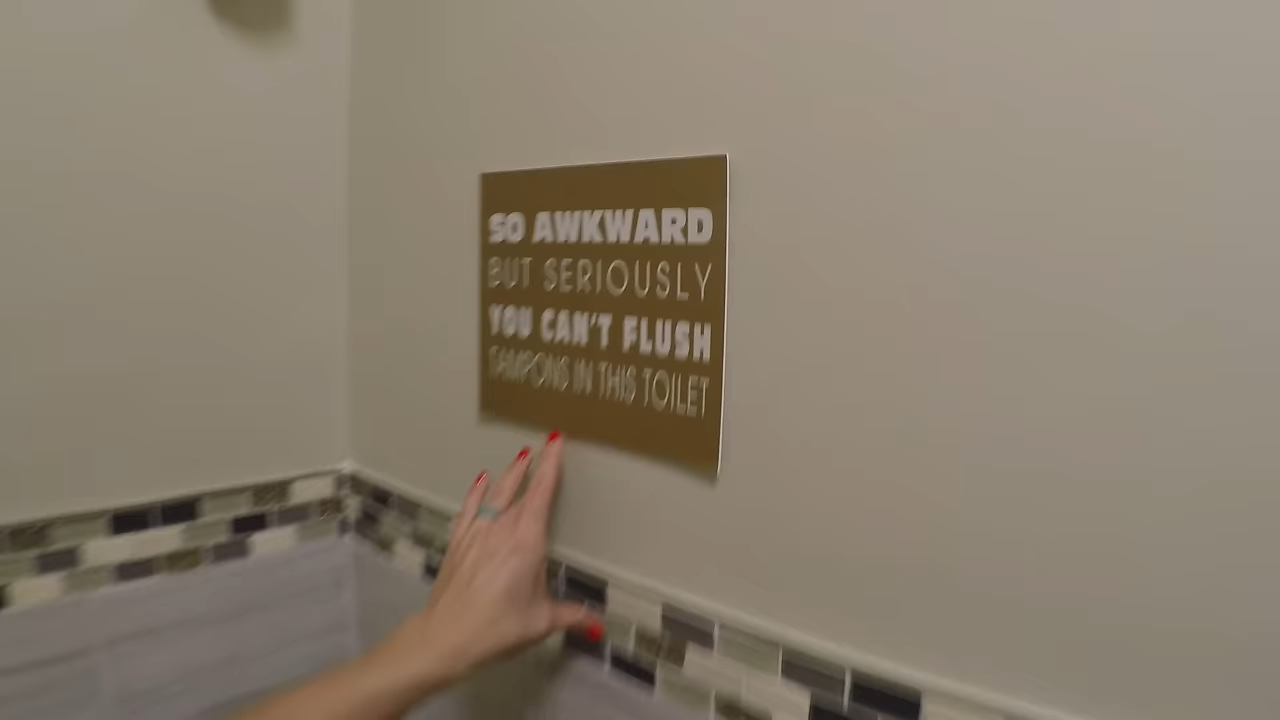 SO AWKWARD
BUT SERIOUSLY
YOU CAN'T FLUSH
TAMPONS IN THIS TOILET